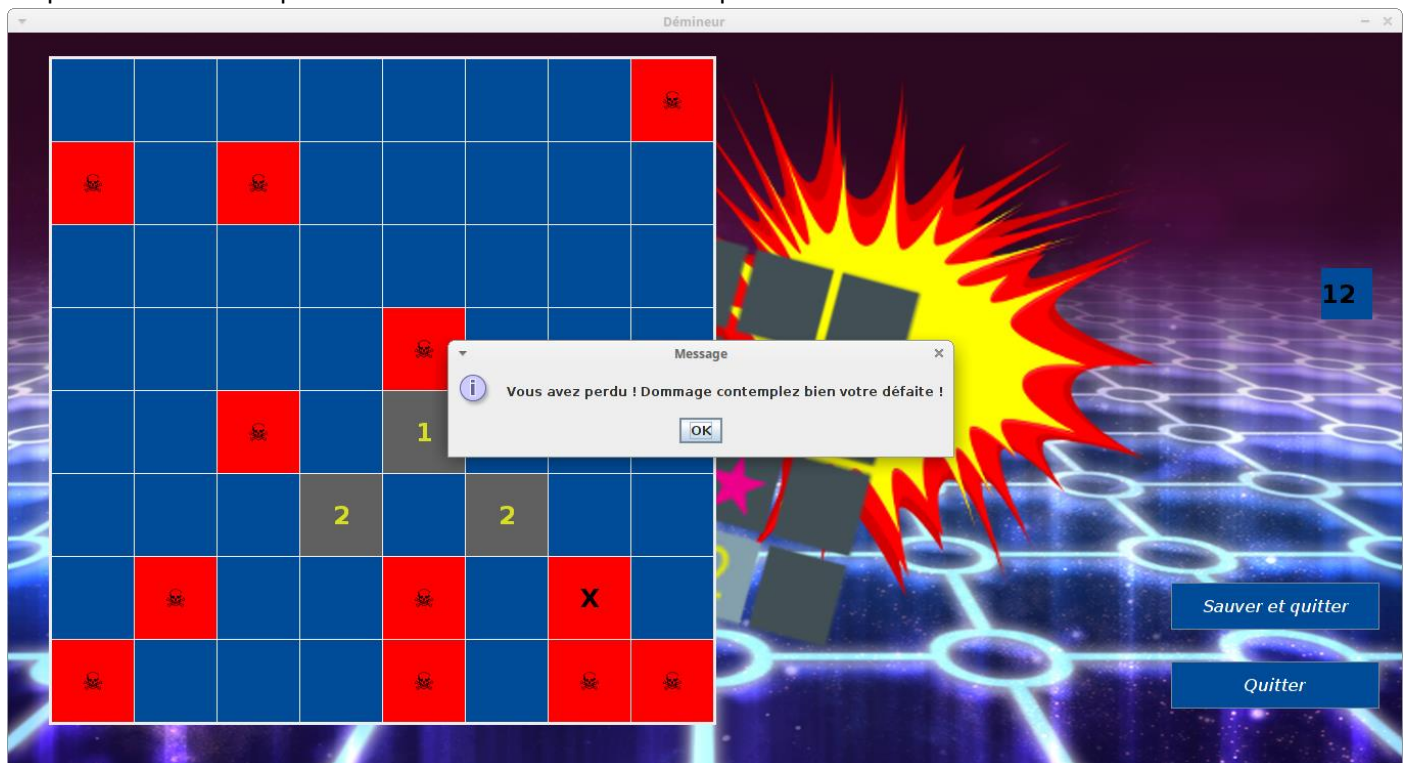 Démineur
12
Message
Vous avez perdu ! Dommage contemplez bien votre défaite !
OK
1
2 2
X
Sauver et quitter
Quitter